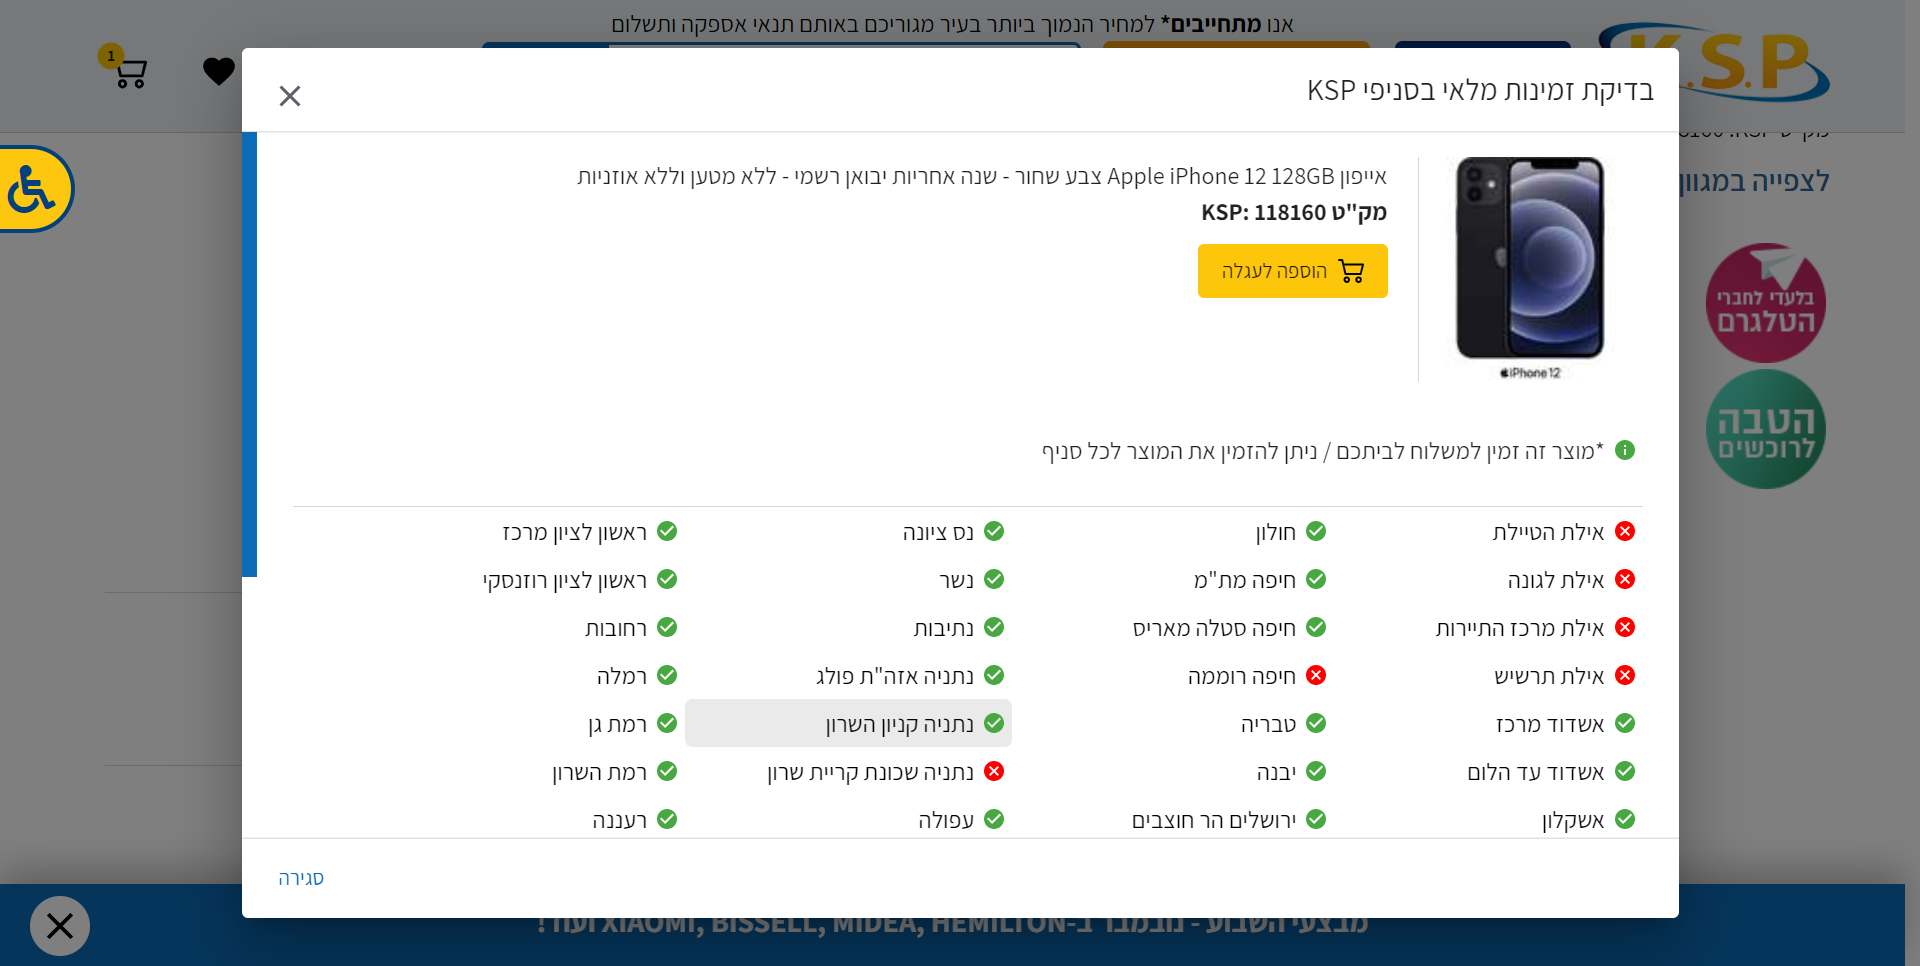 אנו מתחייבים* למחיר הנמוך ביותר בעיר מגוריכם באותם תנאי אספקה ותשלום
1
K.S.P
בדיקת זמינות מלאי בסניפי KSP
אייפון Apple iPhone 12 128GB צבע שחור - שנה אחריות יבואן רשמי - ללא מטען וללא אוזניות
מק"ט KSP: 118160
הוספה לעגלה
iPhone 12
לצפייה במגוון
בלעדי לחברי
הטלגרם
הטבה
לרוכשים
*מוצר זה זמין למשלוח לביתכם / ניתן להזמין את המוצר לכל סניף
אילת הטיילת
אילת לגונה
אילת מרכז התיירות
אילת תרשיש
אשדוד מרכז
אשדוד עד הלום
אשקלון
חולון
חיפה מת"מ
חיפה סטלה מאריס
חיפה רוממה
טבריה
יבנה
ירושלים הר חוצבים
נס ציונה
נשר
נתיבות
נתניה אזה"ת פולג
נתניה קניון השרון
נתניה שכונת קריית שרון
עפולה
ראשון לציון מרכז
ראשון לציון רוזנסקי
רחובות
רמלה
רמת גן
רמת השרון
רעננה
סגירה
מבצעי השבוע - נובמבר ב-XIAOMI, BISSELL, MIDEA, HEMILTON ועוד!